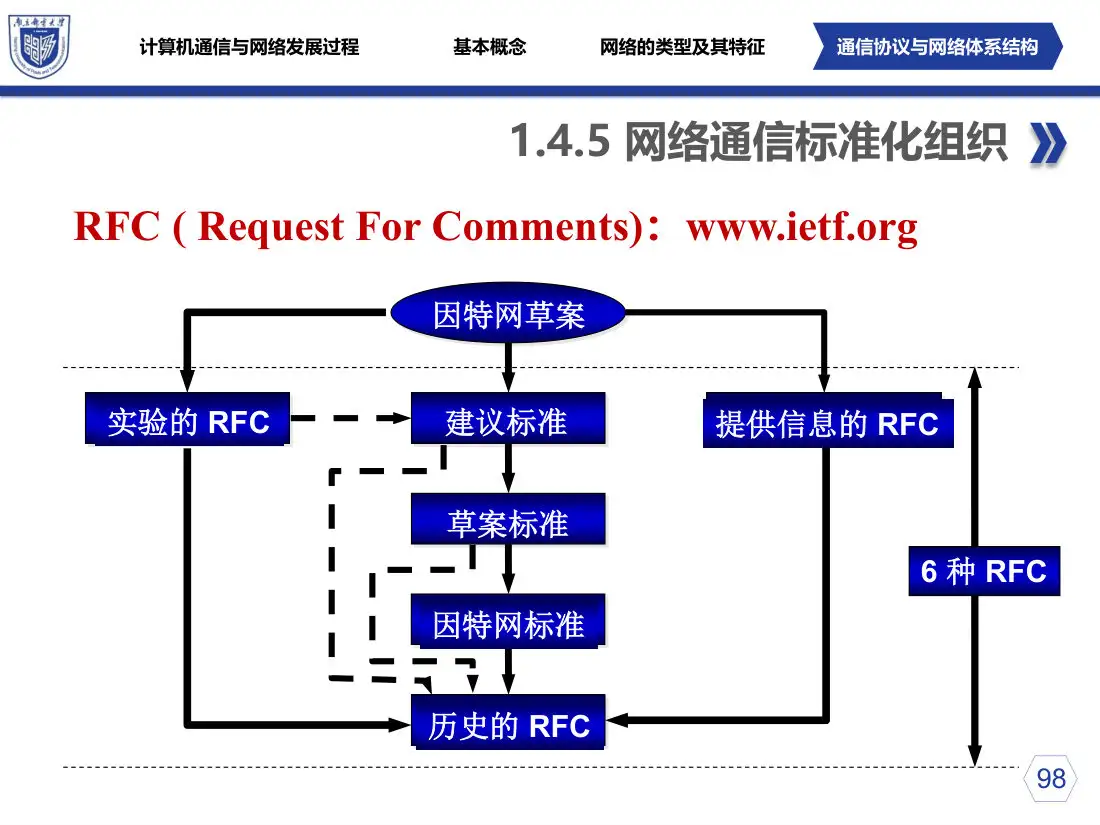 计算机通信与网络发展过程
基本概念
网络的类型及其特征
通信协议与网络体系结构
1.4.5 网络通信标准化组织
RFC ( Request For Comments)：www.ietf.org
因特网草案
实验的 RFC
建议标准
提供信息的 RFC
草案标准
6 种 RFC
因特网标准
历史的 RFC
98